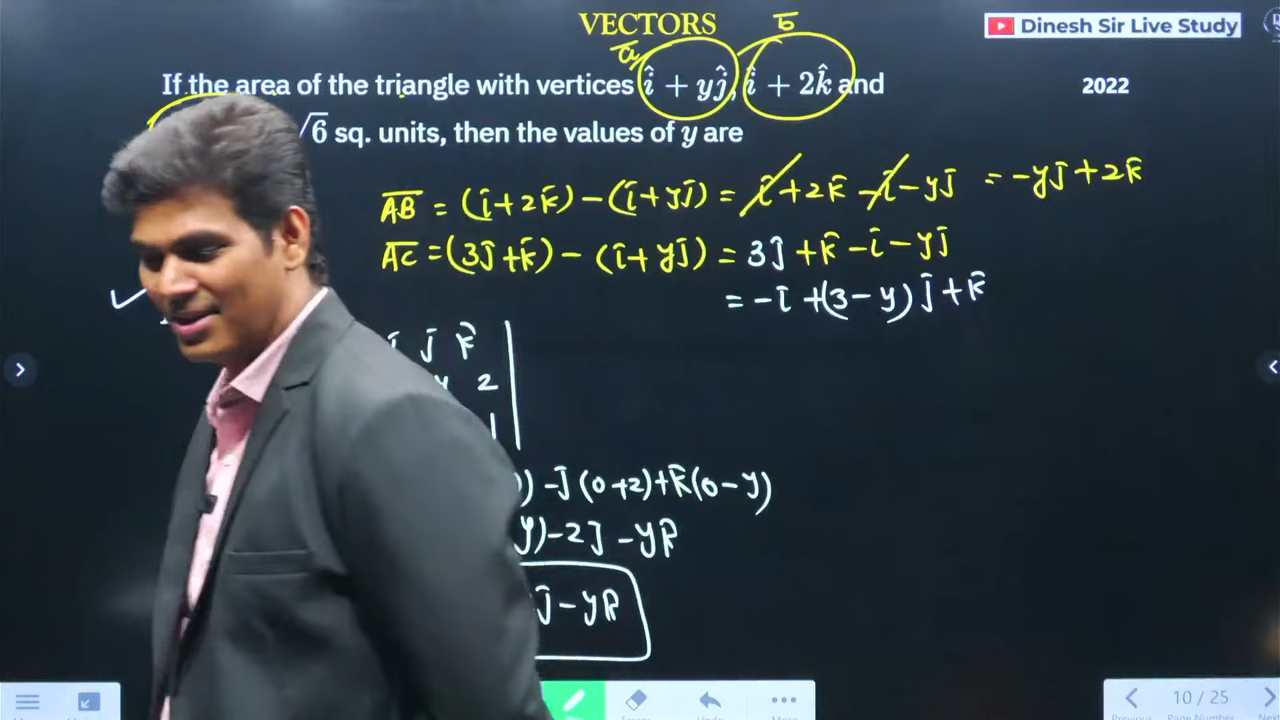 VECTORS
Dinesh Sir Live Study
a̅ b̅
If the area of the triangle with vertices î + yĵ, î + 2k̂ and
2022
√6 sq. units, then the values of y are
A̅B̅ = (i̅+2k̅) - (i̅+yj̅) = i̅ +2k̅ - i̅ - yj̅ = -yj̅ + 2k̅
A̅C̅ = (3j̅+k̅) - (i̅+yj̅) = 3j̅ + k̅ - i̅ - yj̅
= -i̅ +(3-y)j̅ + k̅
i̅ j̅ k̅
2
1
) -j̅(0+2)+k̅(0-y)
y)-2j̅ - yk̅
j̅ - yk̅
10 / 25